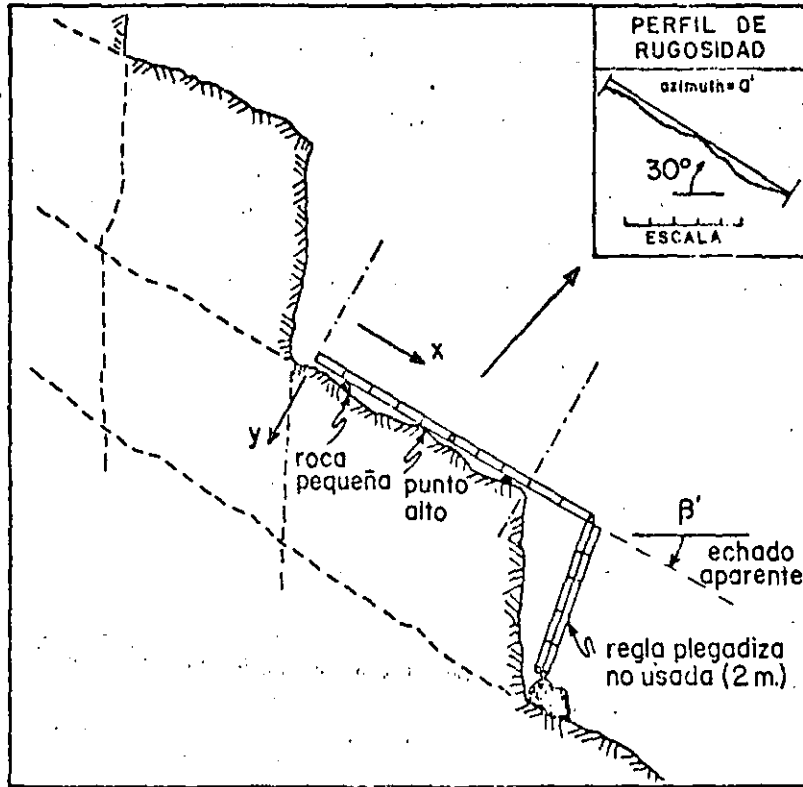 PERFIL DE
RUGOSIDAD
azimuth= α'
30°
ESCALA
x
y
roca
pequeña
punto
alto
β'
echado
aparente
regla plegadiza
no usada (2 m.)